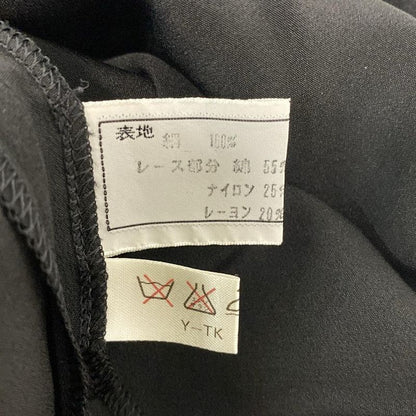 表地 絹 100%
レース部分 綿 55%
ナイロン 25%
レーヨン 20%
Y-TK